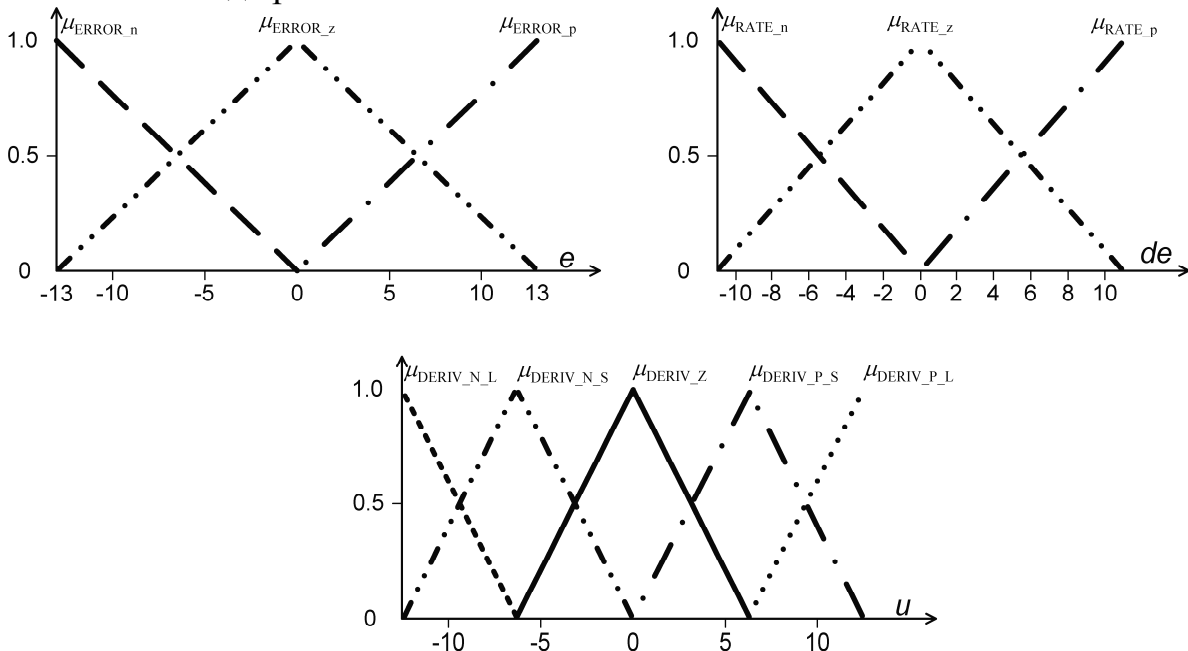 μERROR_n μERROR_z μERROR_p
1.0
0.5
0
-13 -10 -5 0 5 10 13
e
μRATE_n μRATE_z μRATE_p
1.0
0.5
0
-10 -8 -6 -4 -2 0 2 4 6 8 10
de
μDERIV_N_L μDERIV_N_S μDERIV_Z μDERIV_P_S μDERIV_P_L
1.0
0.5
0
-10 -5 0 5 10
u